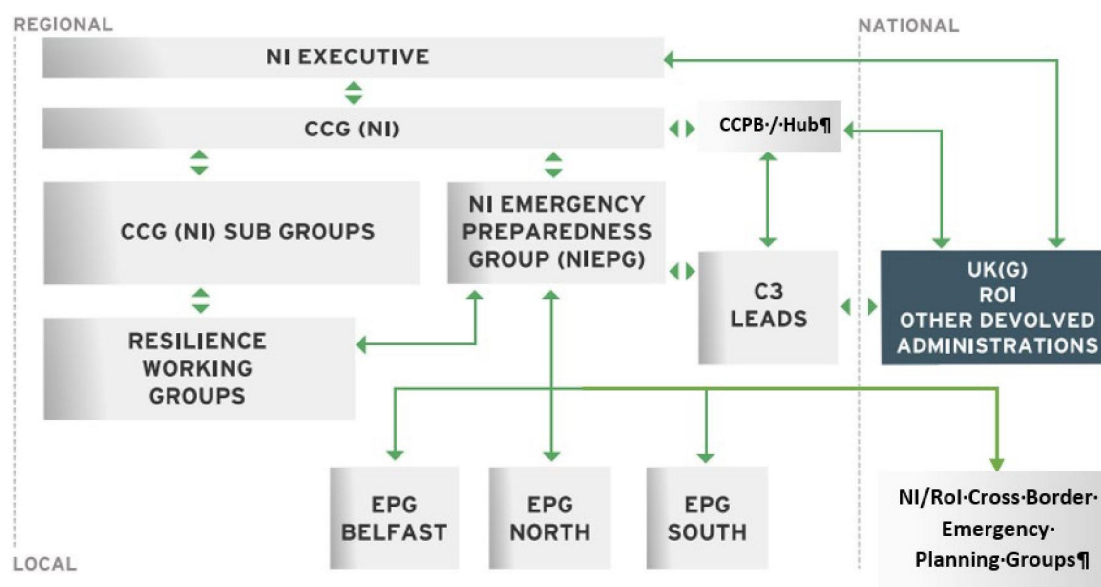 REGIONAL
NATIONAL
NI EXECUTIVE
CCG (NI)
CCPB·/·Hub¶
CCG (NI) SUB GROUPS
NI EMERGENCY
PREPAREDNESS
GROUP (NIEPG)
C3
LEADS
UK(G)
ROI
OTHER DEVOLVED
ADMINISTRATIONS
RESILIENCE
WORKING
GROUPS
EPG
BELFAST
EPG
NORTH
EPG
SOUTH
NI/RoI·Cross·Border·
Emergency·
Planning·Groups¶
LOCAL